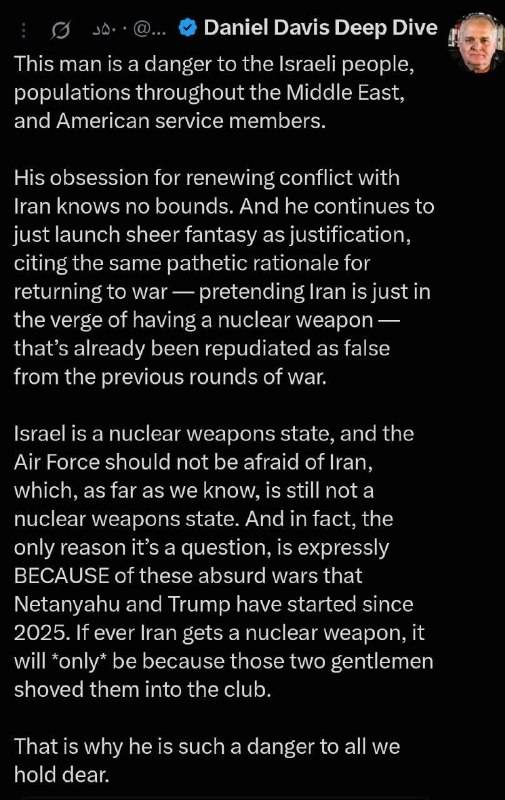 Daniel Davis Deep Dive @... · ۵۰د
This man is a danger to the Israeli people,
populations throughout the Middle East,
and American service members.
His obsession for renewing conflict with
Iran knows no bounds. And he continues to
just launch sheer fantasy as justification,
citing the same pathetic rationale for
returning to war — pretending Iran is just in
the verge of having a nuclear weapon —
that’s already been repudiated as false
from the previous rounds of war.
Israel is a nuclear weapons state, and the
Air Force should not be afraid of Iran,
which, as far as we know, is still not a
nuclear weapons state. And in fact, the
only reason it’s a question, is expressly
BECAUSE of these absurd wars that
Netanyahu and Trump have started since
2025. If ever Iran gets a nuclear weapon, it
will *only* be because those two gentlemen
shoved them into the club.
That is why he is such a danger to all we
hold dear.